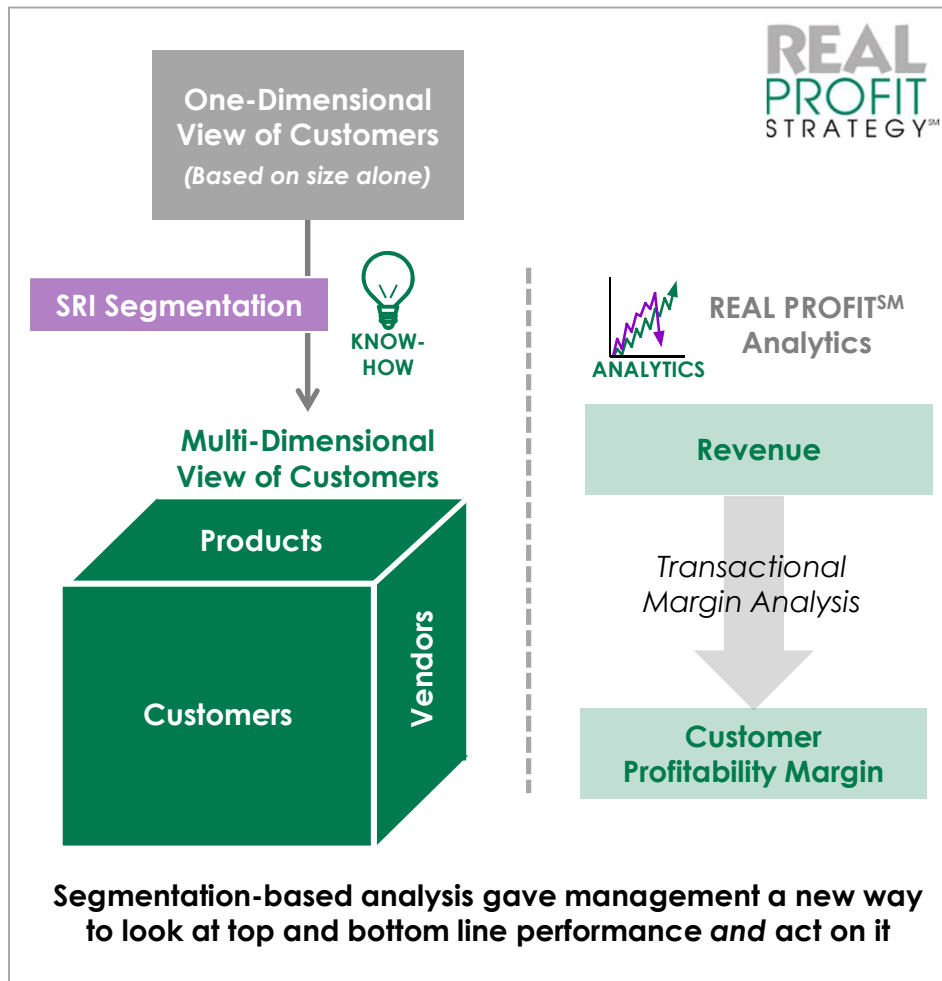 REAL
PROFIT
STRATEGY℠
One-Dimensional
View of Customers
(Based on size alone)
SRI Segmentation
KNOW-
HOW
Multi-Dimensional
View of Customers
Products
Customers
Vendors
ANALYTICS
REAL PROFIT℠
Analytics
Revenue
Transactional
Margin Analysis
Customer
Profitability Margin
Segmentation-based analysis gave management a new way
to look at top and bottom line performance and act on it